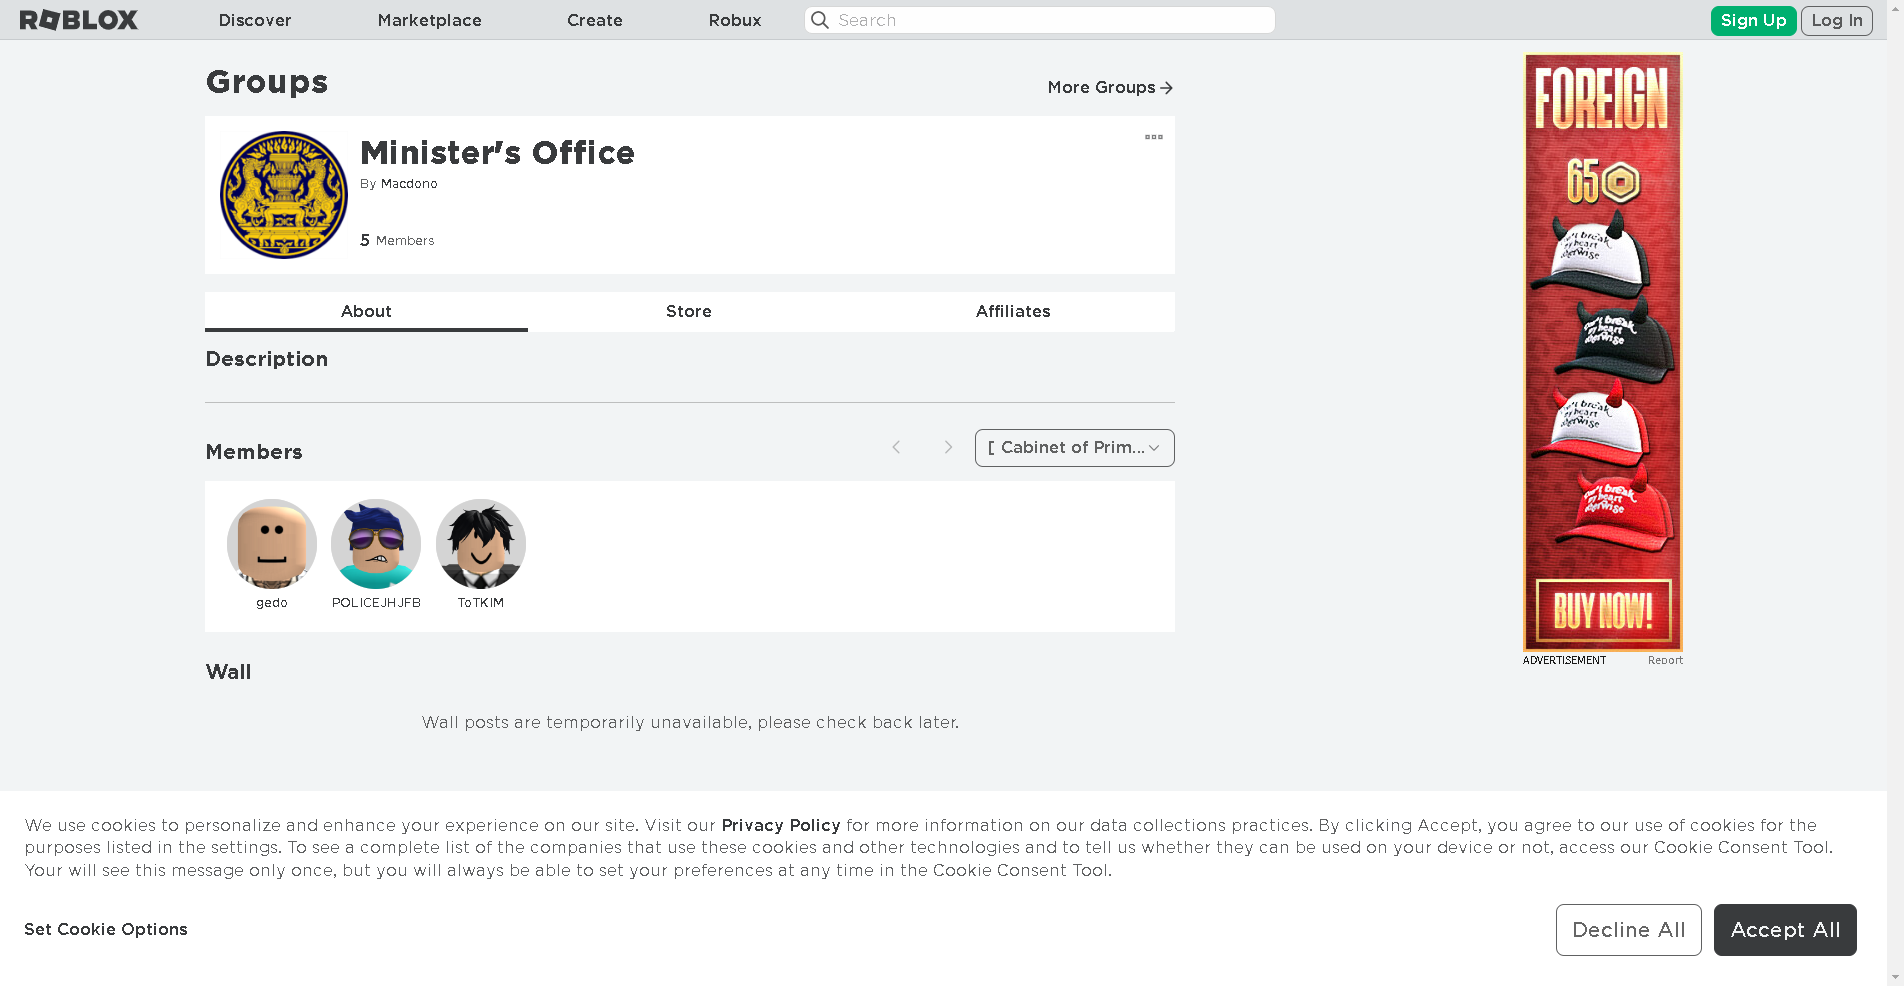 ROBLOX
Discover
Marketplace
Create
Robux
Search
Sign Up
Log In
Groups
More Groups
Minister's Office
By Macdono
5 Members
About
Store
Affiliates
Description
Members
[ Cabinet of Prim...
gedo
POLICEJHJFB
ToTKIM
Wall
Wall posts are temporarily unavailable, please check back later.
FOREIGN
65
BUY NOW!
ADVERTISEMENT
Report
We use cookies to personalize and enhance your experience on our site. Visit our Privacy Policy for more information on our data collections practices. By clicking Accept, you agree to our use of cookies for the
purposes listed in the settings. To see a complete list of the companies that use these cookies and other technologies and to tell us whether they can be used on your device or not, access our Cookie Consent Tool.
Your will see this message only once, but you will always be able to set your preferences at any time in the Cookie Consent Tool.
Set Cookie Options
Decline All
Accept All